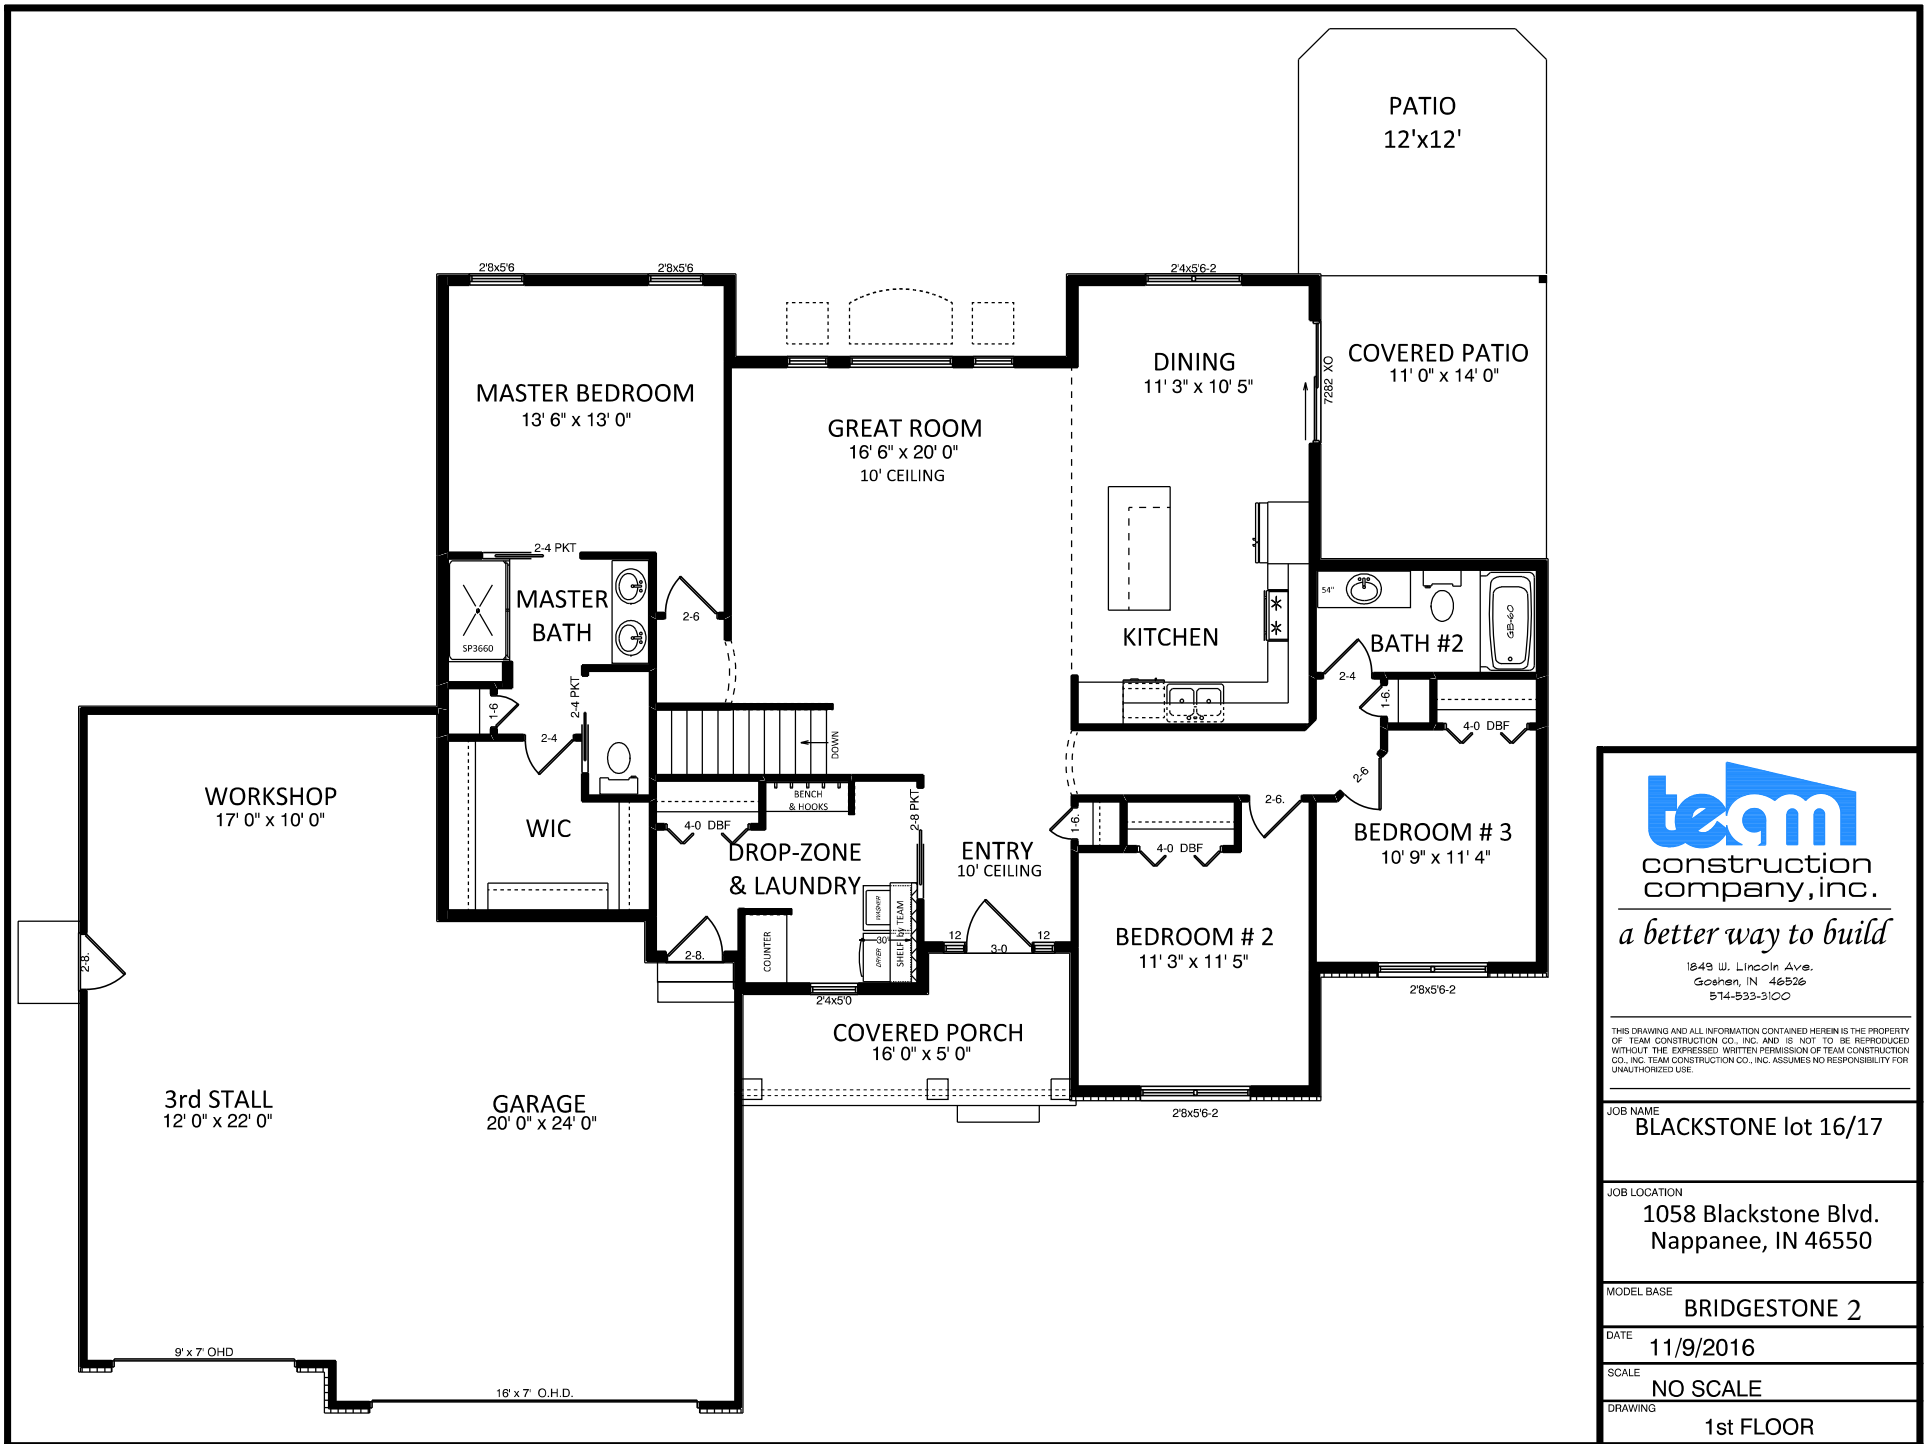 PATIO
12'x12'
2'8x5'6
2'8x5'6
2'4x5'6-2
MASTER BEDROOM
13' 6" x 13' 0"
GREAT ROOM
16' 6" x 20' 0"
10' CEILING
DINING
11' 3" x 10' 5"
7282 XO
COVERED PATIO
11' 0" x 14' 0"
2-4 PKT
MASTER
BATH
SP3660
2-6
KITCHEN
54"
BATH #2
GB-60
2-4
1-6.
4-0 DBF
1-6
2-4 PKT
2-4
DOWN
WORKSHOP
17' 0" x 10' 0"
WIC
BENCH
& HOOKS
4-0 DBF
2-8 PKT
DROP-ZONE
& LAUNDRY
WASHER
DRYER
30"
SHELF by TEAM
COUNTER
2-8.
2-8.
ENTRY
10' CEILING
12
3-0
12
1-6.
4-0 DBF
2-6.
2-6
BEDROOM # 3
10' 9" x 11' 4"
BEDROOM # 2
11' 3" x 11' 5"
2'8x5'6-2
2'4x5'0
COVERED PORCH
16' 0" x 5' 0"
2'8x5'6-2
3rd STALL
12' 0" x 22' 0"
GARAGE
20' 0" x 24' 0"
9' x 7' OHD
16' x 7' O.H.D.
team
construction
company,inc.
a better way to build
1849 W. Lincoln Ave.
Goshen, IN 46526
574-533-3100
THIS DRAWING AND ALL INFORMATION CONTAINED HEREIN IS THE PROPERTY
OF TEAM CONSTRUCTION CO., INC. AND IS NOT TO BE REPRODUCED
WITHOUT THE EXPRESSED WRITTEN PERMISSION OF TEAM CONSTRUCTION
CO., INC. TEAM CONSTRUCTION CO., INC. ASSUMES NO RESPONSIBILITY FOR
UNAUTHORIZED USE.
JOB NAME
BLACKSTONE lot 16/17
JOB LOCATION
1058 Blackstone Blvd.
Nappanee, IN 46550
MODEL BASE
BRIDGESTONE 2
DATE
11/9/2016
SCALE
NO SCALE
DRAWING
1st FLOOR